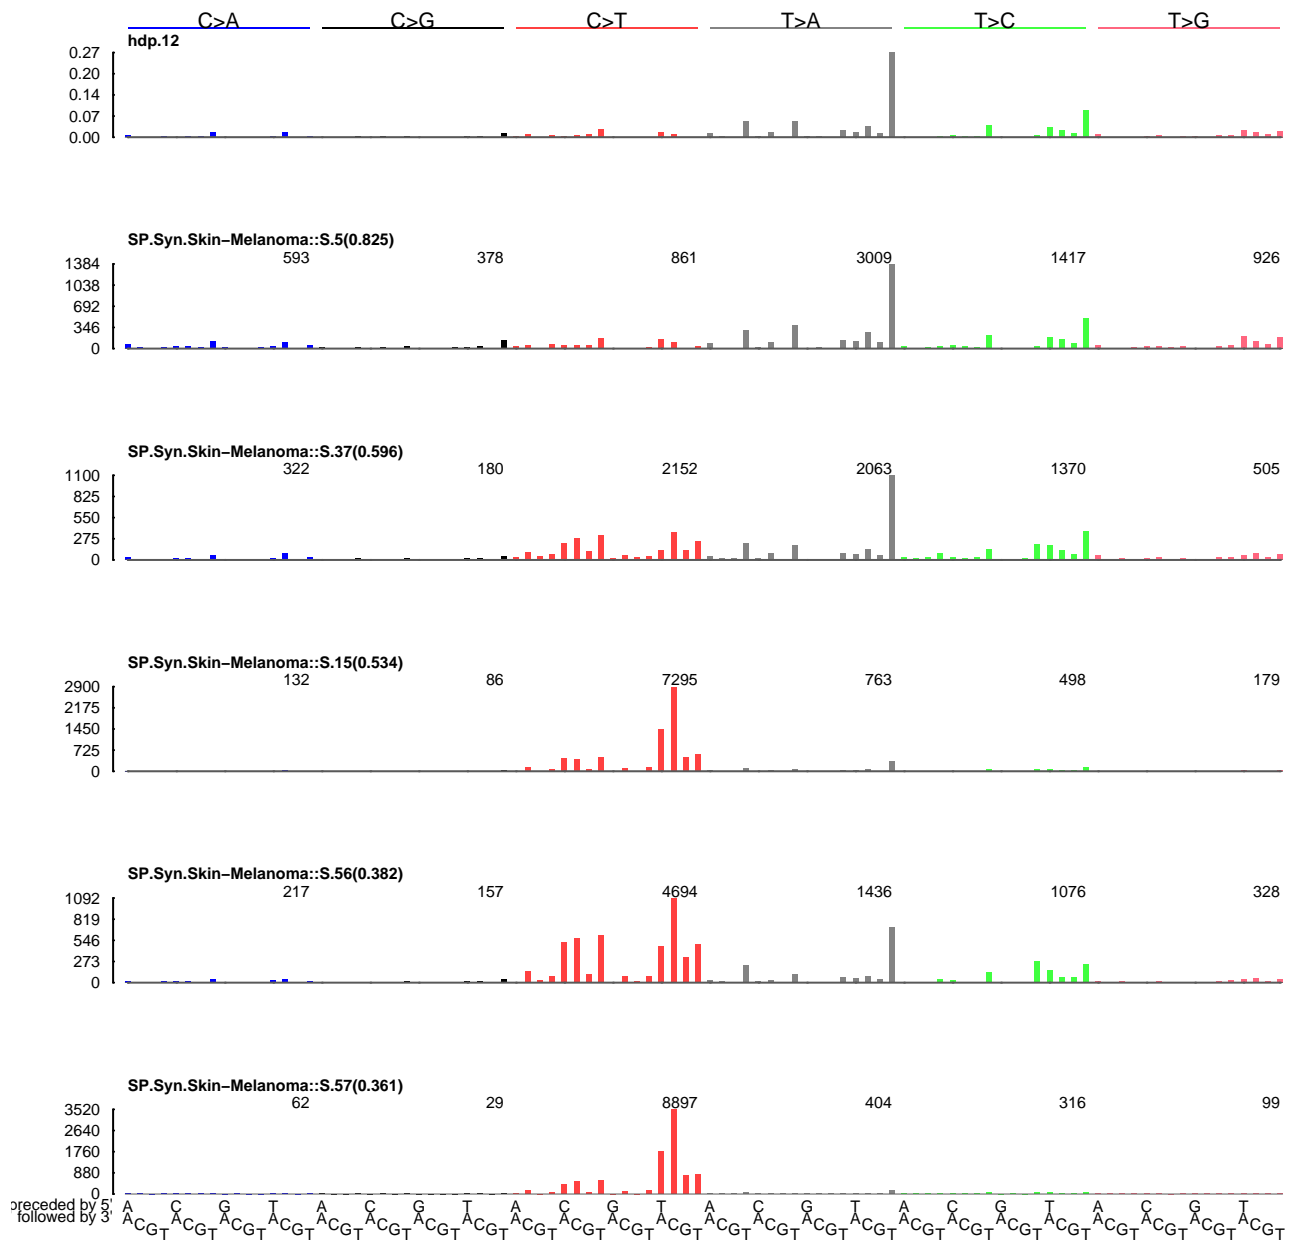 C>A C>G C>T T>A T>C T>G
hdp.12
0.27
0.20
0.14
0.07
0.00
SP.Syn.Skin−Melanoma::S.5(0.825)
593 378 861 3009 1417 926
1384
1038
692
346
0
SP.Syn.Skin−Melanoma::S.37(0.596)
322 180 2152 2063 1370 505
1100
825
550
275
0
SP.Syn.Skin−Melanoma::S.15(0.534)
132 86 7295 763 498 179
2900
2175
1450
725
0
SP.Syn.Skin−Melanoma::S.56(0.382)
217 157 4694 1436 1076 328
1092
819
546
273
0
SP.Syn.Skin−Melanoma::S.57(0.361)
62 29 8897 404 316 99
3520
2640
1760
880
0
preceded by 5' A C G T A C G T A C G T A C G T A C G T A C G T
followed by 3' A C G T A C G T A C G T A C G T A C G T A C G T A C G T A C G T A C G T A C G T A C G T A C G T A C G T A C G T A C G T A C G T A C G T A C G T A C G T A C G T A C G T A C G T A C G T A C G T